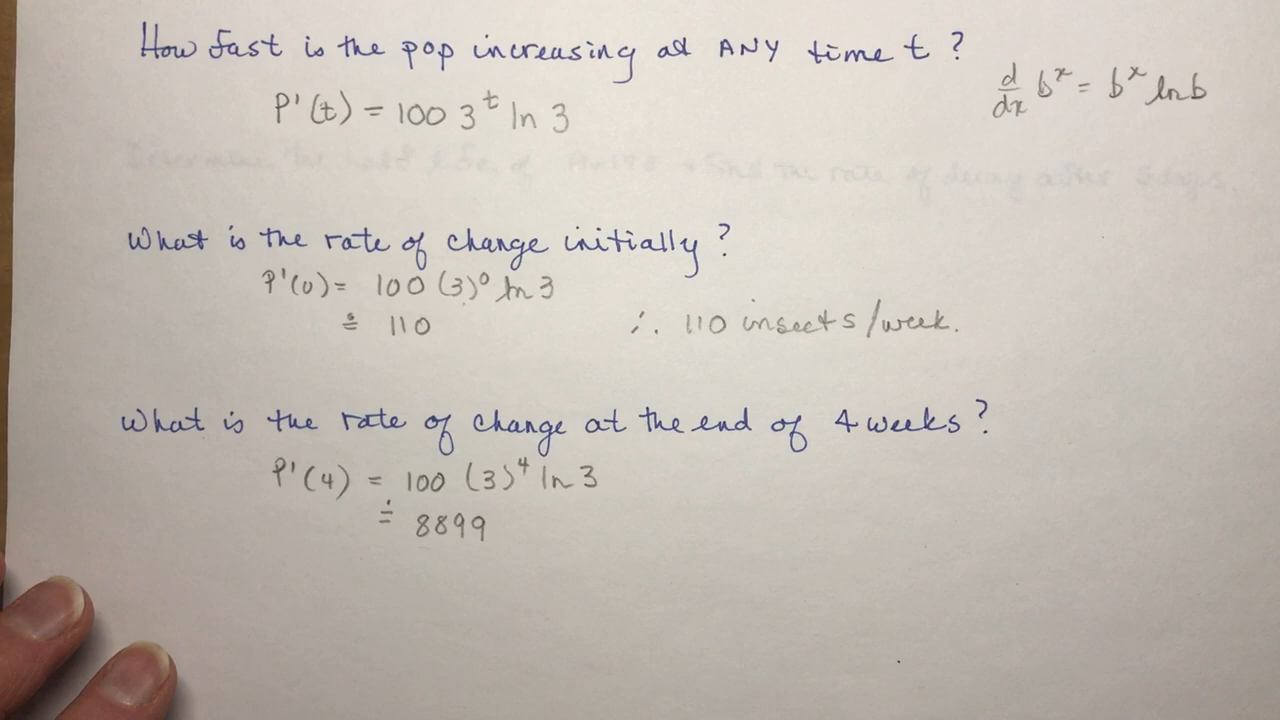 How fast is the pop increasing at ANY time t?
P'(t) = 100 3^t ln 3
d/dx b^x = b^x ln b
What is the rate of change initially?
P'(0) = 100 (3)^0 ln 3
≐ 110
∴ 110 insects/week.
What is the rate of change at the end of 4 weeks?
P'(4) = 100 (3)^4 ln 3
≐ 8899